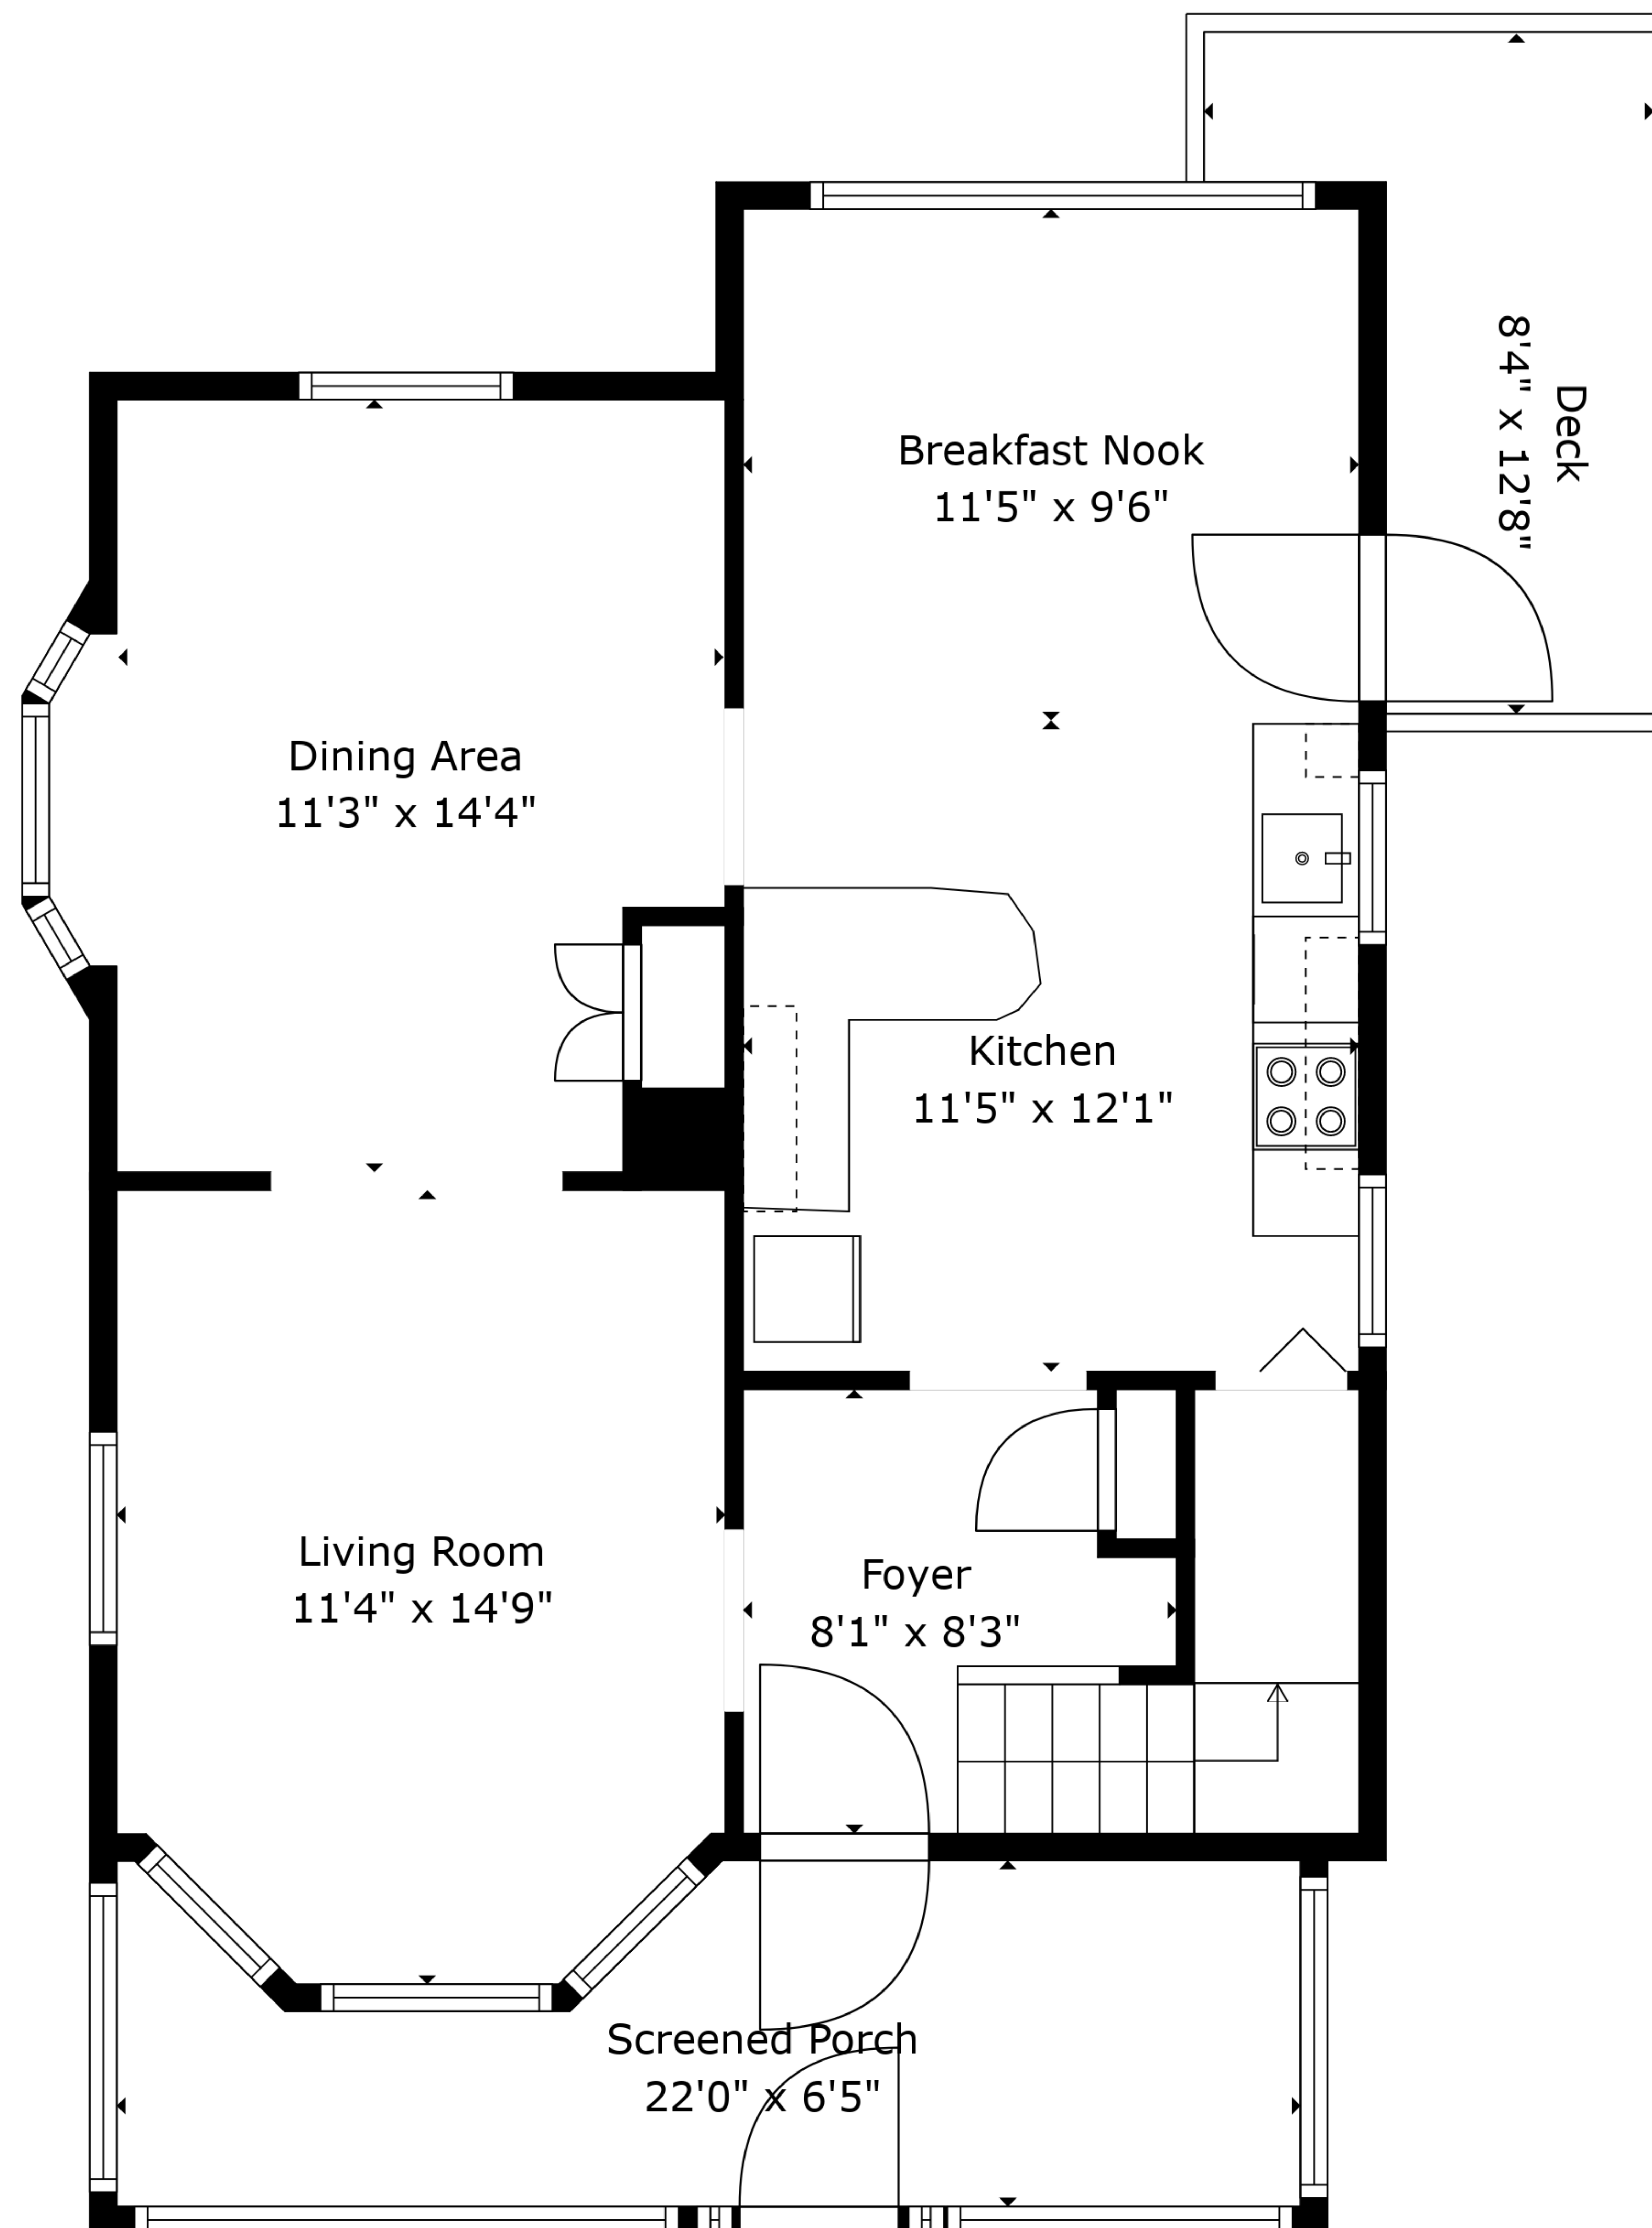 Deck
8'4" x 12'8"
Breakfast Nook
11'5" x 9'6"
Dining Area
11'3" x 14'4"
Kitchen
11'5" x 12'1"
Living Room
11'4" x 14'9"
Foyer
8'1" x 8'3"
Screened Porch
22'0" x 6'5"